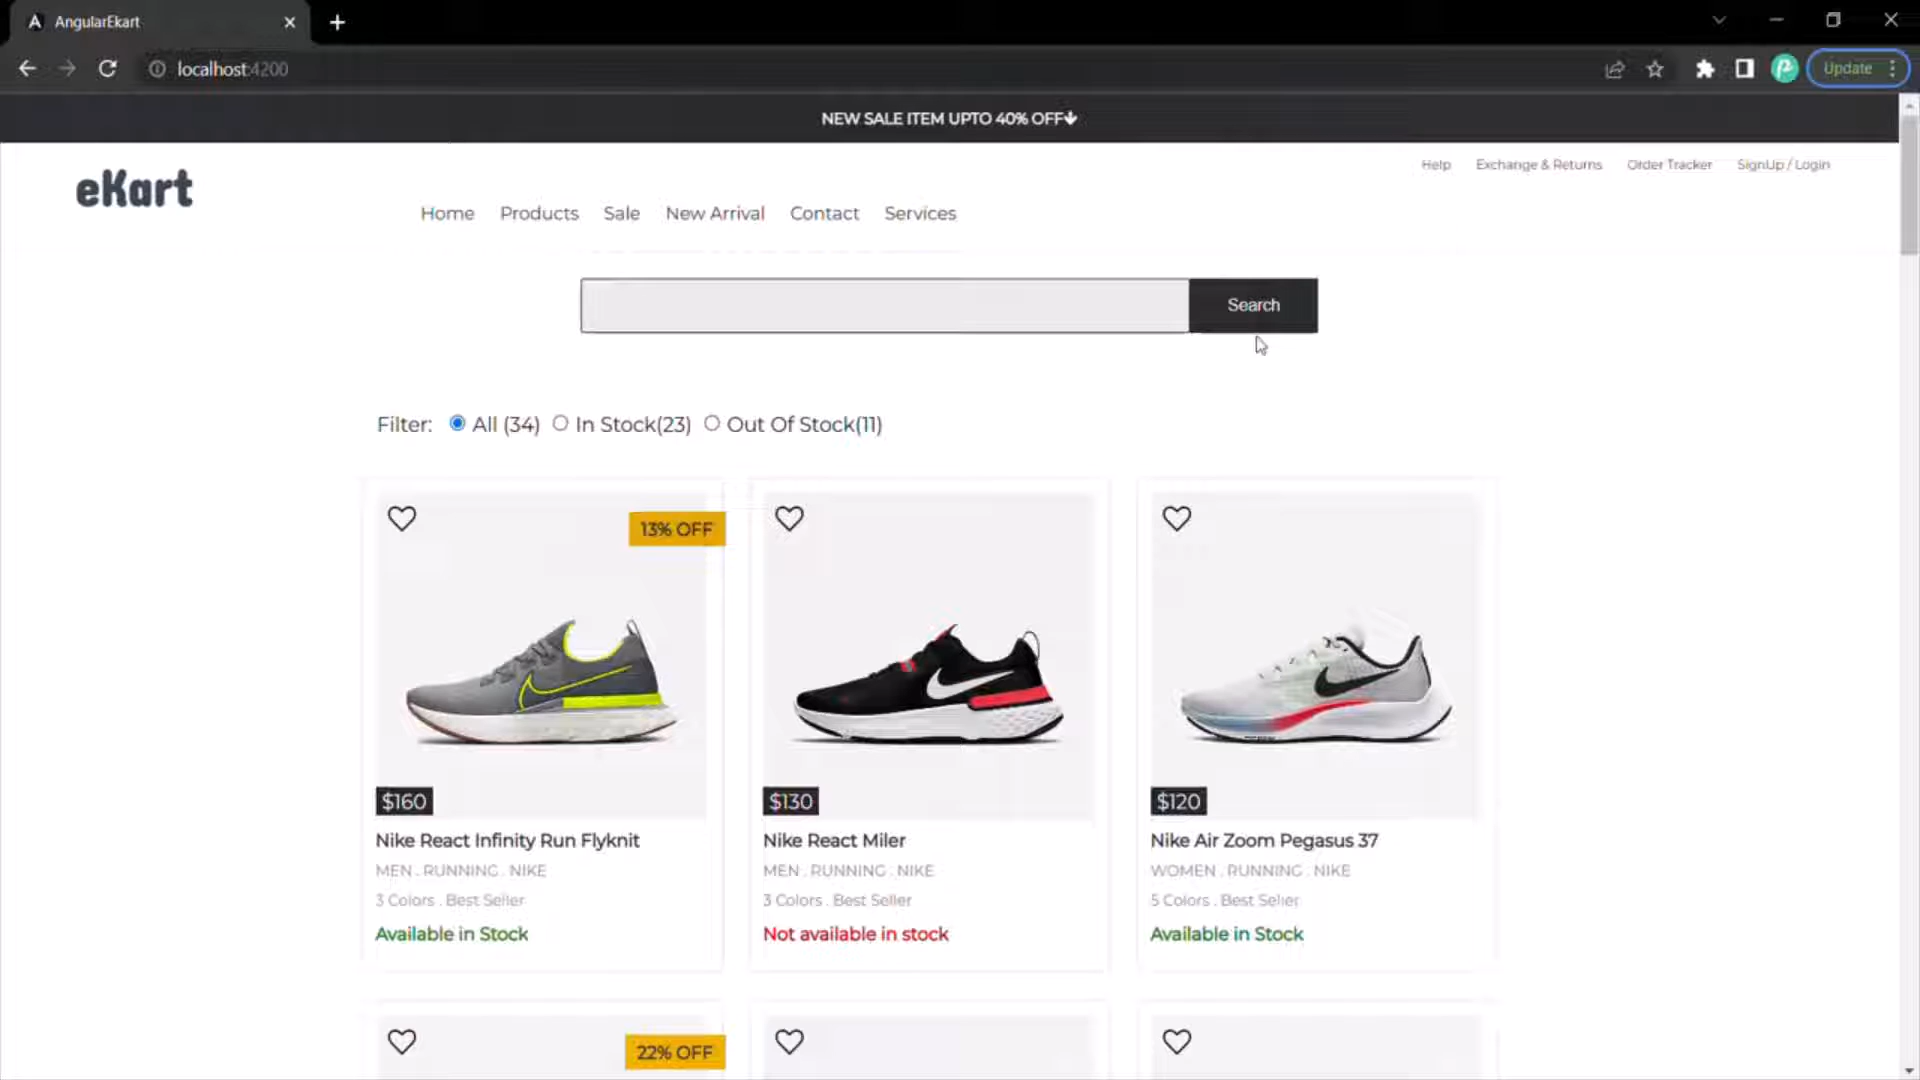 AngularEkart
localhost:4200
Update
NEW SALE ITEM UPTO 40% OFF
Help Exchange & Returns Order Tracker SignUp / Login
eKart
Home Products Sale New Arrival Contact Services
Search
Filter: All (34) In Stock(23) Out Of Stock(11)
13% OFF
$160 $130 $120
Nike React Infinity Run Flyknit Nike React Miler Nike Air Zoom Pegasus 37
MEN . RUNNING . NIKE MEN . RUNNING . NIKE WOMEN . RUNNING . NIKE
3 Colors . Best Seller 3 Colors . Best Seller 5 Colors . Best Seller
Available in Stock Not available in stock Available in Stock
22% OFF